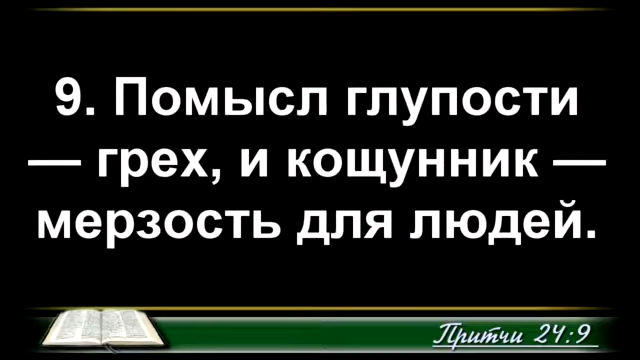 9. Помысл глупости
— грех, и кощунник —
мерзость для людей.
Притчи 24:9